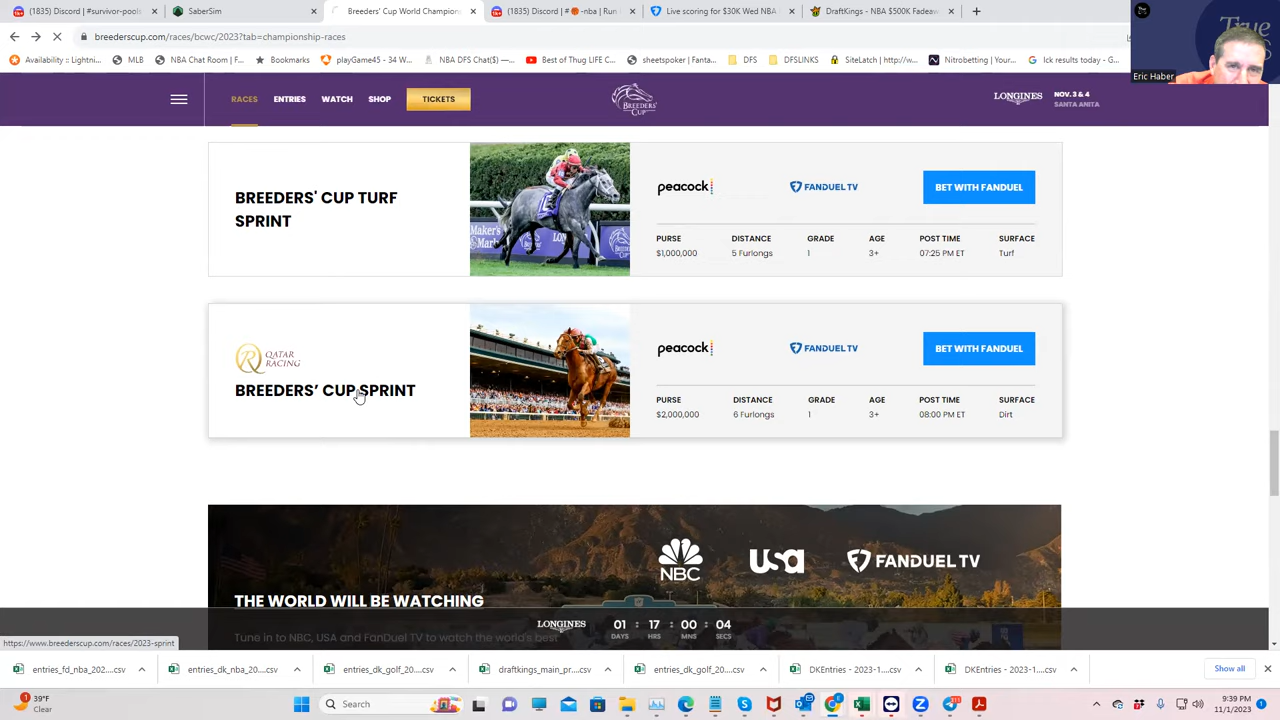 (1835) Discord | #survivor-pools
SaberSim
Breeders' Cup World Champions
(1835) Discord | # -nba | Run
Live scoring for $30K Wed NBA
DraftKings - NBA $500K Fadeaw
breederscup.com/races/bcwc/2023?tab=championship-races
Availability :: Lightni...
MLB
NBA Chat Room | F...
Bookmarks
playGame45 - 34 W...
NBA DFS Chat($) —...
Best of Thug LIFE C...
sheetspoker | Fanta...
DFS
DFSLINKS
SiteLatch | http://w...
Nitrobetting | Your...
Ick results today - G...
True
Eric Haber
RACES
ENTRIES
WATCH
SHOP
TICKETS
BREEDERS'
CUP
LONGINES
NOV. 3 & 4
SANTA ANITA
BREEDERS' CUP TURF
SPRINT
Maker's
Mark
peacock
FANDUEL TV
BET WITH FANDUEL
PURSE DISTANCE GRADE AGE POST TIME SURFACE
$1,000,000 5 Furlongs 1 3+ 07:25 PM ET Turf
QATAR
RACING
BREEDERS' CUP SPRINT
peacock
FANDUEL TV
BET WITH FANDUEL
PURSE DISTANCE GRADE AGE POST TIME SURFACE
$2,000,000 6 Furlongs 1 3+ 08:00 PM ET Dirt
NBC
USA
FANDUEL TV
THE WORLD WILL BE WATCHING
Tune in to NBC, USA and FanDuel TV to watch the world's best
LONGINES
01 : 17 : 00 : 04
DAYS HRS MNS SECS
https://www.breederscup.com/races/2023-sprint
entries_fd_nba_202....csv
entries_dk_nba_20....csv
entries_dk_golf_20....csv
draftkings_main_pr....csv
entries_dk_golf_20....csv
DKEntries - 2023-1....csv
DKEntries - 2023-1....csv
Show all
39°F
Clear
Search
9:39 PM
11/1/2023